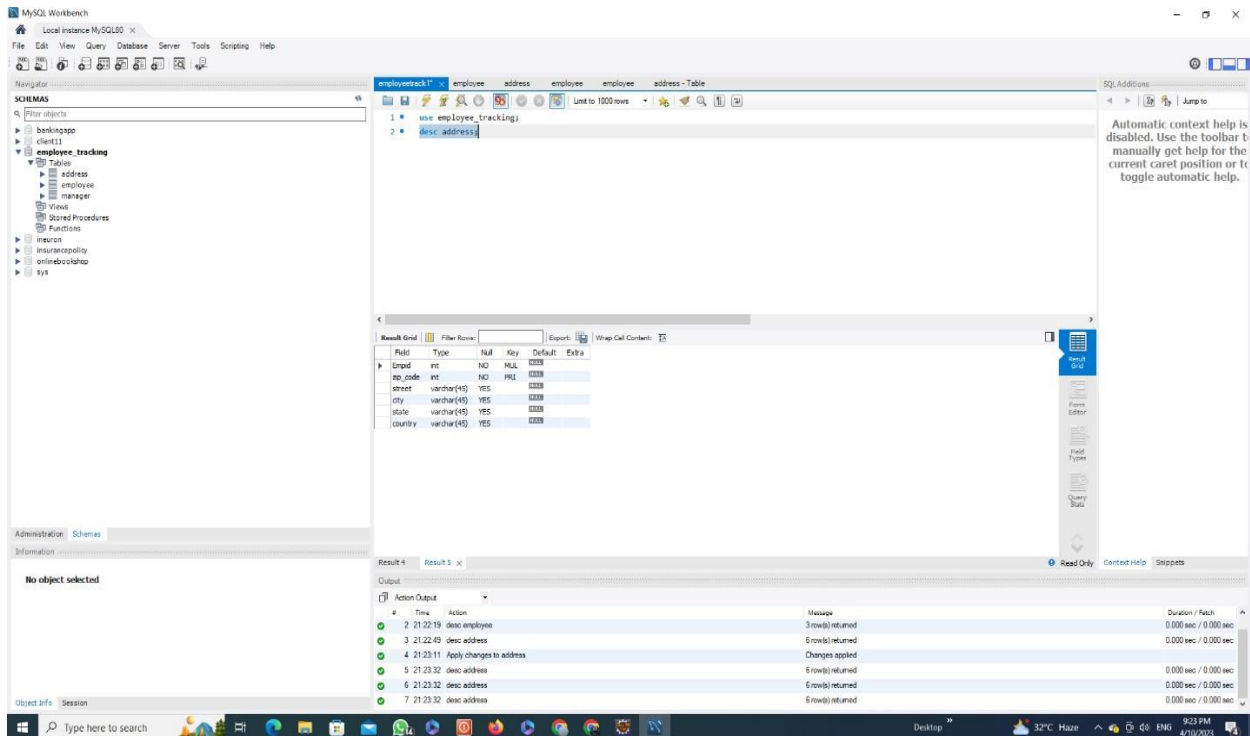 MySQL Workbench
Local instance MySQL80
File Edit View Query Database Server Tools Scripting Help
Navigator
SCHEMAS
Filter objects
bankingapp
client11
employee_tracking
Tables
address
employee
manager
Views
Stored Procedures
Functions
ineuron
insurancepolicy
onlinebookshop
sys
Administration Schemas
Information
No object selected
Object Info Session
employeetrack1* employee address employee employee address - Table
Limit to 1000 rows
1 use employee_tracking;
2 desc address;
Result Grid Filter Rows: Export: Wrap Cell Content:
Field Type Null Key Default Extra
Empid int NO MUL NULL
zip_code int NO PRI NULL
street varchar(45) YES NULL
city varchar(45) YES NULL
state varchar(45) YES NULL
country varchar(45) YES NULL
Result Grid
Form Editor
Field Types
Query Stats
Result 4 Result 5 Read Only
Output
Action Output
# Time Action Message Duration / Fetch
2 21:22:19 desc employee 3 row(s) returned 0.000 sec / 0.000 sec
3 21:22:49 desc address 6 row(s) returned 0.000 sec / 0.000 sec
4 21:23:11 Apply changes to address Changes applied
5 21:23:32 desc address 6 row(s) returned 0.000 sec / 0.000 sec
6 21:23:32 desc address 6 row(s) returned 0.000 sec / 0.000 sec
7 21:23:32 desc address 6 row(s) returned 0.000 sec / 0.000 sec
SQL Additions
Jump to
Automatic context help is
disabled. Use the toolbar t
manually get help for the
current caret position or to
toggle automatic help.
Context Help Snippets
Type here to search
Desktop
32°C Haze
ENG
9:23 PM
4/10/2023